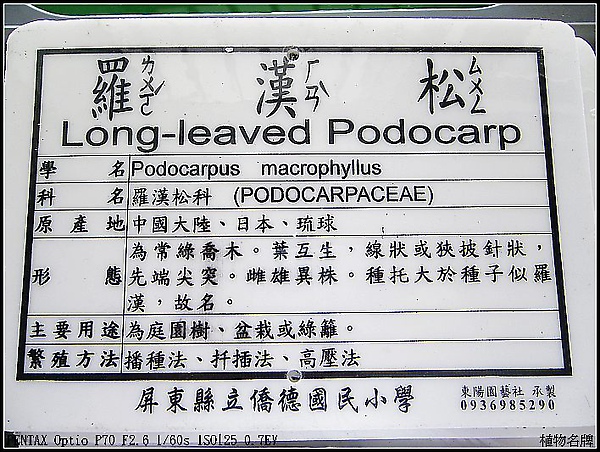 羅ㄌㄨㄛˊ 漢ㄏㄢˋ 松ㄙㄨㄥ
Long-leaved Podocarp
學名 Podocarpus macrophyllus
科名 羅漢松科 (PODOCARPACEAE)
原產地 中國大陸、日本、琉球
為常綠喬木。葉互生,線狀或狹披針狀,
形態 先端尖突。雌雄異株。種托大於種子似羅
漢,故名。
主要用途 為庭園樹、盆栽或綠籬。
繁殖方法 播種法、扦插法、高壓法
屏東縣立僑德國民小學
東陽園藝社 承製
0936985290
PENTAX Optio P70 F2.6 1/60s ISO125 0.7EV
植物名牌